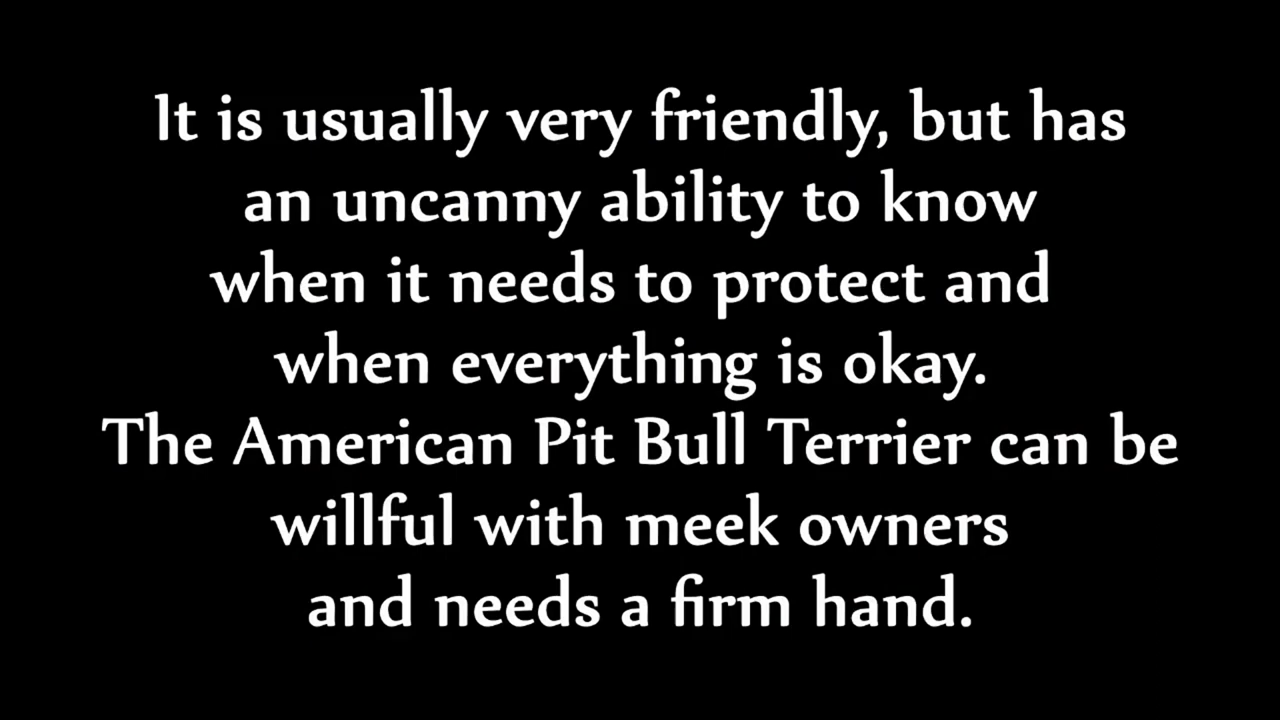 It is usually very friendly, but has
an uncanny ability to know
when it needs to protect and
when everything is okay.
The American Pit Bull Terrier can be
willful with meek owners
and needs a firm hand.